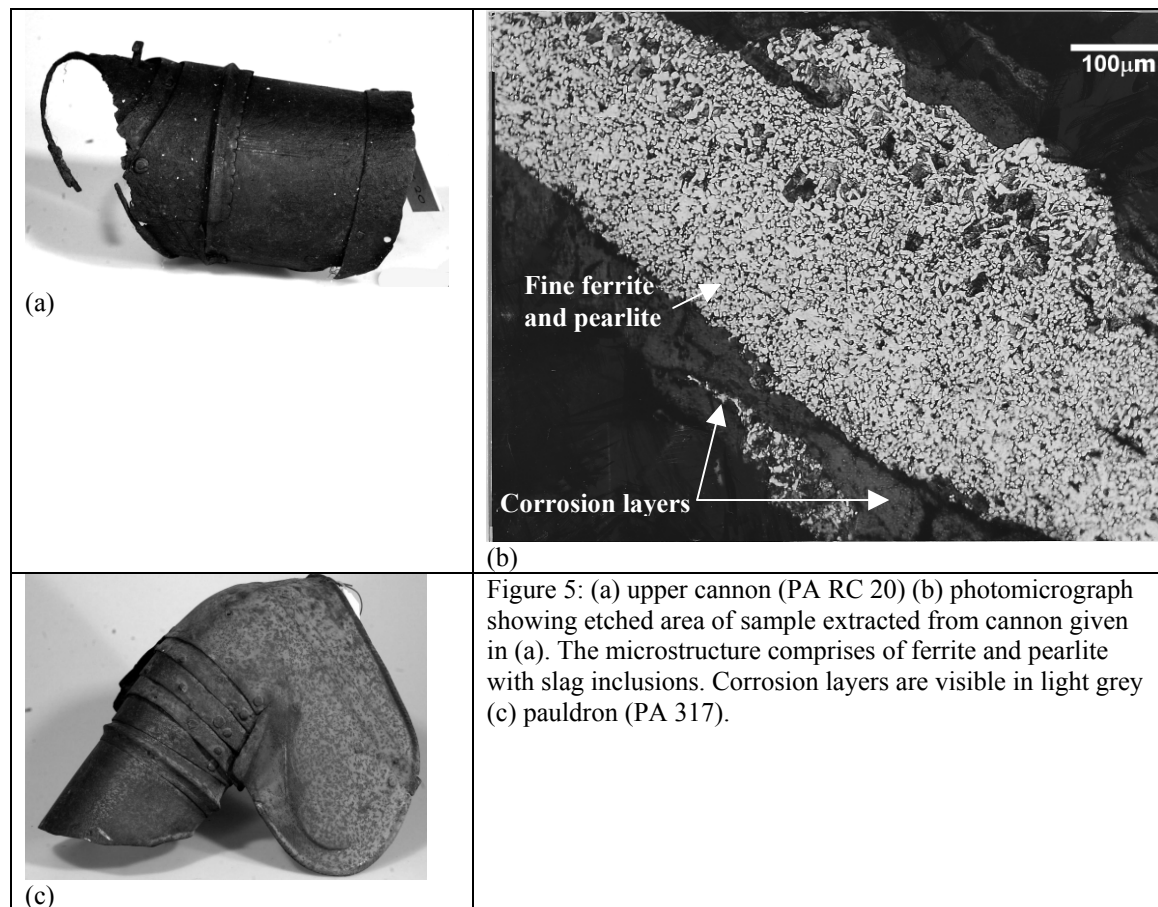 100μm
Fine ferrite
and pearlite
Corrosion layers
(a)
(b)
Figure 5: (a) upper cannon (PA RC 20) (b) photomicrograph
showing etched area of sample extracted from cannon given
in (a). The microstructure comprises of ferrite and pearlite
with slag inclusions. Corrosion layers are visible in light grey
(c) pauldron (PA 317).
(c)